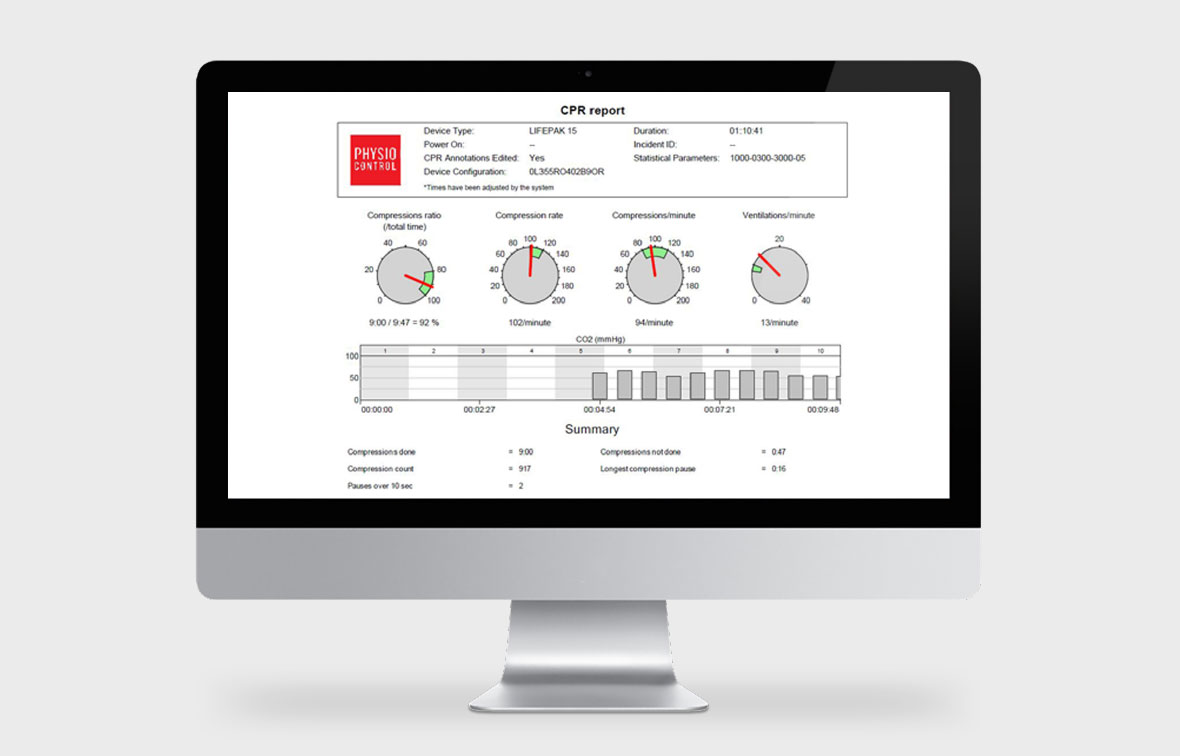 CPR report
PHYSIO
CONTROL
Device Type: LIFEPAK 15 Duration: 01:10:41
Power On: -- Incident ID: --
CPR Annotations Edited: Yes Statistical Parameters: 1000-0300-3000-05
Device Configuration: 0L355RO402B9OR
*Times have been adjusted by the system
Compressions ratio
(/total time)
0 20 40 60 80 100
9:00 / 9:47 = 92 %
Compression rate
0 20 40 60 80 100 120 140 160 180 200
102/minute
Compressions/minute
0 20 40 60 80 100 120 140 160 180 200
94/minute
Ventilations/minute
0 20 40
13/minute
CO2 (mmHg)
1 2 3 4 5 6 7 8 9 10
100
50
0
00:00:00 00:02:27 00:04:54 00:07:21 00:09:48
Summary
Compressions done = 9:00 Compressions not done = 0:47
Compression count = 917 Longest compression pause = 0:16
Pauses over 10 sec = 2